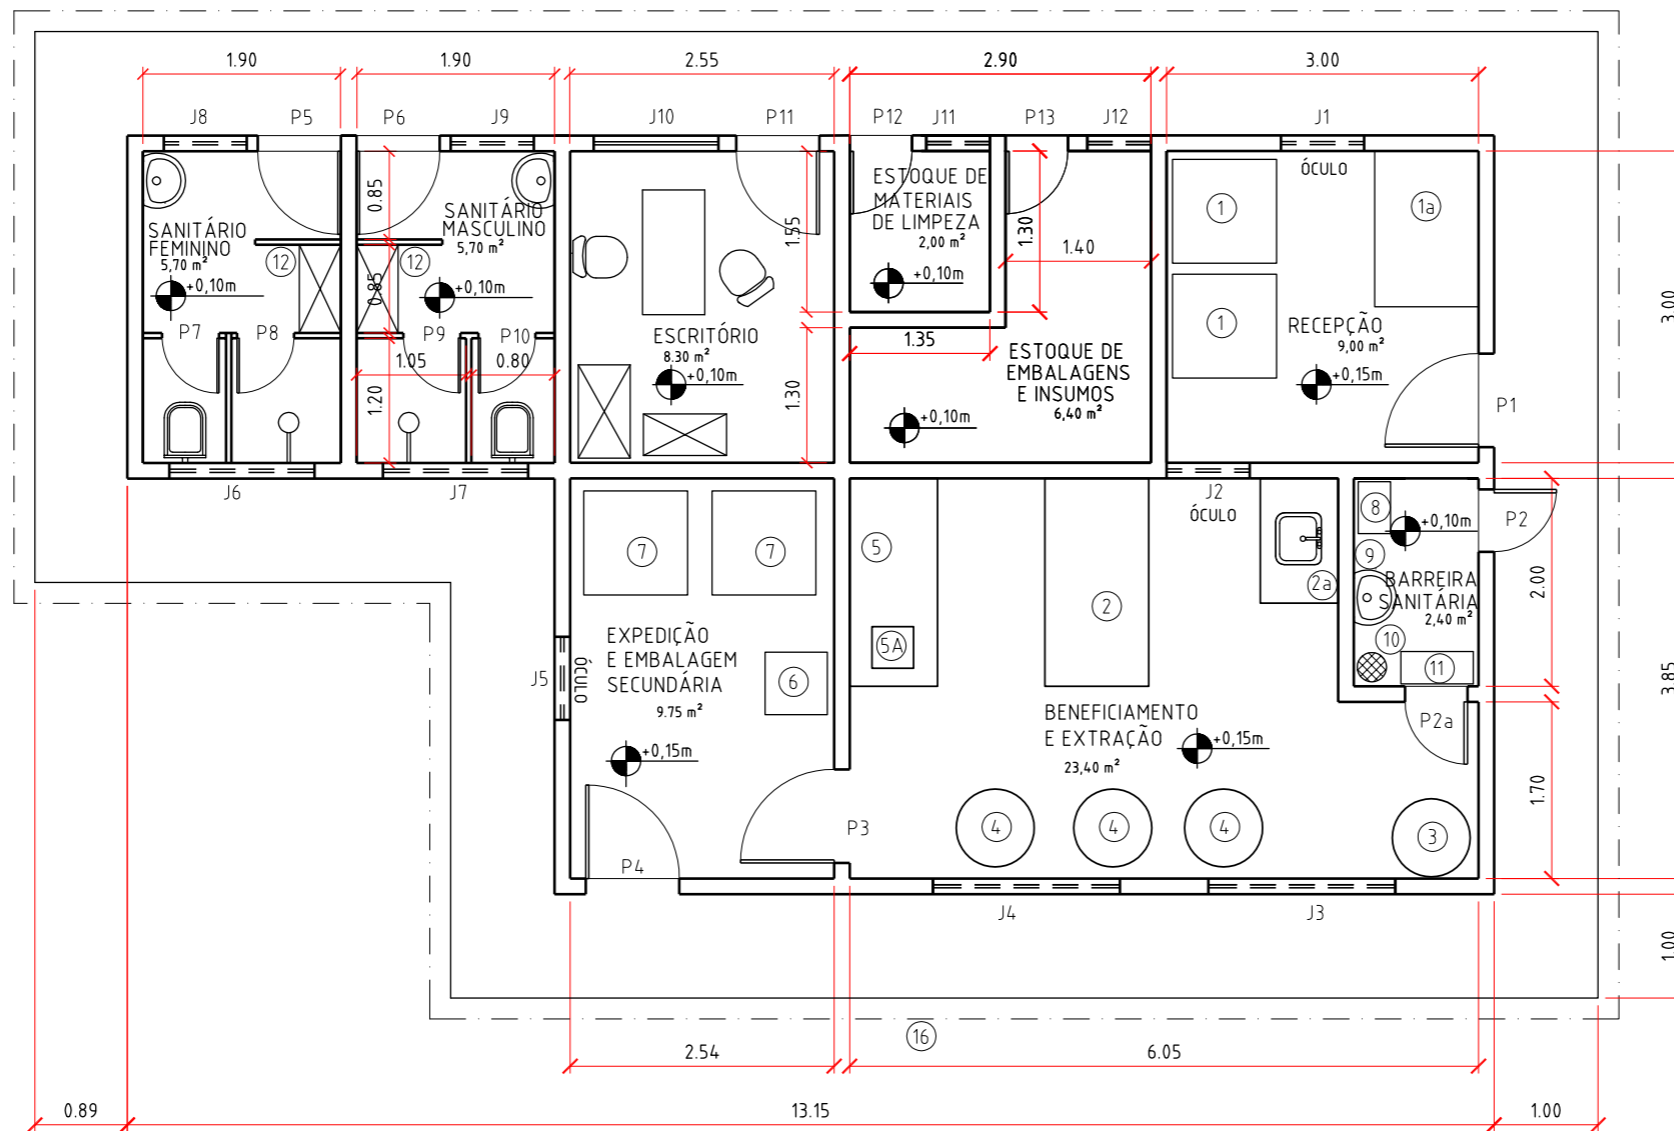 1.90
1.90
2.55
2.90
3.00
J8
P5
P6
J9
J10
P11
P12
J11
P13
J12
J1
ÓCULO
SANITÁRIO
FEMININO
5,70 m²
+0,10m
12
0.85
0.85
SANITÁRIO
MASCULINO
5,70 m²
+0,10m
12
P7
P8
P9
P10
1.05
0.80
1.20
J6
J7
ESCRITÓRIO
8.30 m²
+0,10m
1.55
1.30
ESTOQUE DE
MATERIAIS
DE LIMPEZA
2,00 m²
+0,10m
1.30
1.40
1.35
ESTOQUE DE
EMBALAGENS
E INSUMOS
6,40 m²
+0,10m
1
1
1a
RECEPÇÃO
9,00 m²
+0,15m
P1
3.00
J2
ÓCULO
7
7
J5
ÓCULO
EXPEDIÇÃO
E EMBALAGEM
SECUNDÁRIA
9.75 m²
6
+0,15m
P4
P3
5
5A
2
2a
BENEFICIAMENTO
E EXTRAÇÃO
23,40 m²
+0,15m
4
4
4
3
8
+0,10m
9
BARREIRA
SANITÁRIA
2,40 m²
10
11
P2
P2a
2.00
3.85
1.70
1.00
J4
J3
16
2.54
6.05
0.89
13.15
1.00